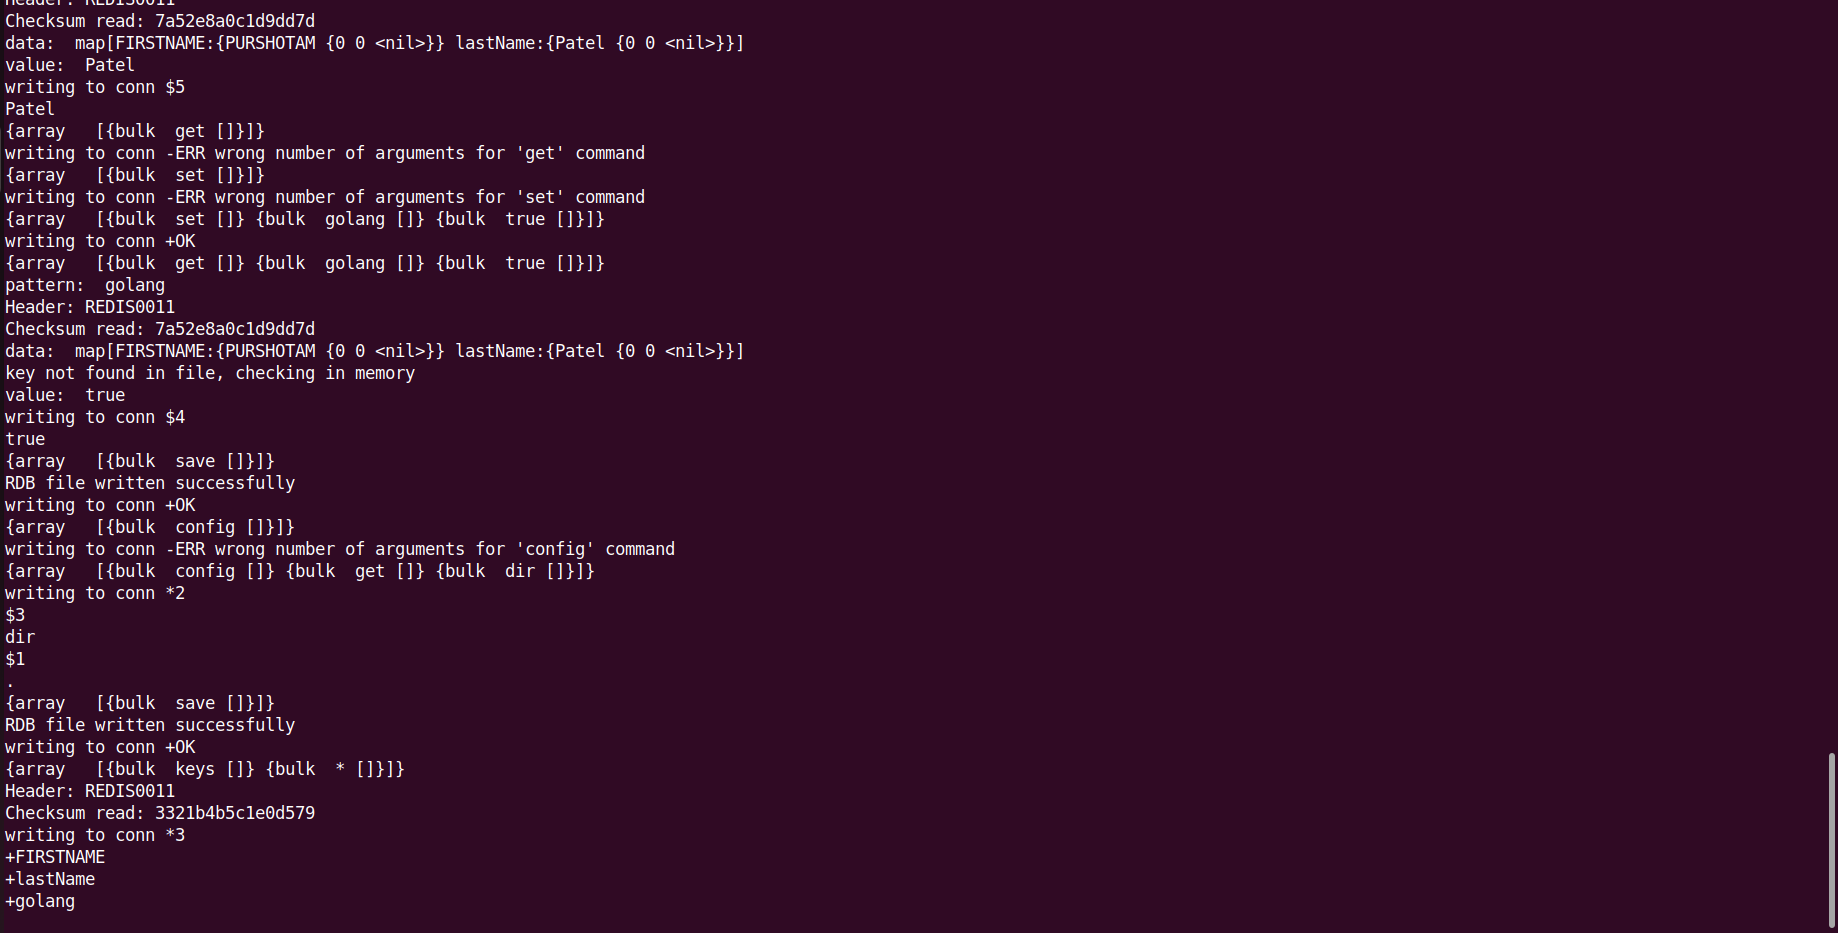 Header: REDIS0011
Checksum read: 7a52e8a0c1d9dd7d
data:  map[FIRSTNAME:{PURSHOTAM {0 0 <nil>}} lastName:{Patel {0 0 <nil>}}]
value:  Patel
writing to conn $5
Patel
{array   [{bulk  get []}]}
writing to conn -ERR wrong number of arguments for 'get' command
{array   [{bulk  set []}]}
writing to conn -ERR wrong number of arguments for 'set' command
{array   [{bulk  set []} {bulk  golang []} {bulk  true []}]}
writing to conn +OK
{array   [{bulk  get []} {bulk  golang []} {bulk  true []}]}
pattern:  golang
Header: REDIS0011
Checksum read: 7a52e8a0c1d9dd7d
data:  map[FIRSTNAME:{PURSHOTAM {0 0 <nil>}} lastName:{Patel {0 0 <nil>}}]
key not found in file, checking in memory
value:  true
writing to conn $4
true
{array   [{bulk  save []}]}
RDB file written successfully
writing to conn +OK
{array   [{bulk  config []}]}
writing to conn -ERR wrong number of arguments for 'config' command
{array   [{bulk  config []} {bulk  get []} {bulk  dir []}]}
writing to conn *2
$3
dir
$1
.
{array   [{bulk  save []}]}
RDB file written successfully
writing to conn +OK
{array   [{bulk  keys []} {bulk  * []}]}
Header: REDIS0011
Checksum read: 3321b4b5c1e0d579
writing to conn *3
+FIRSTNAME
+lastName
+golang